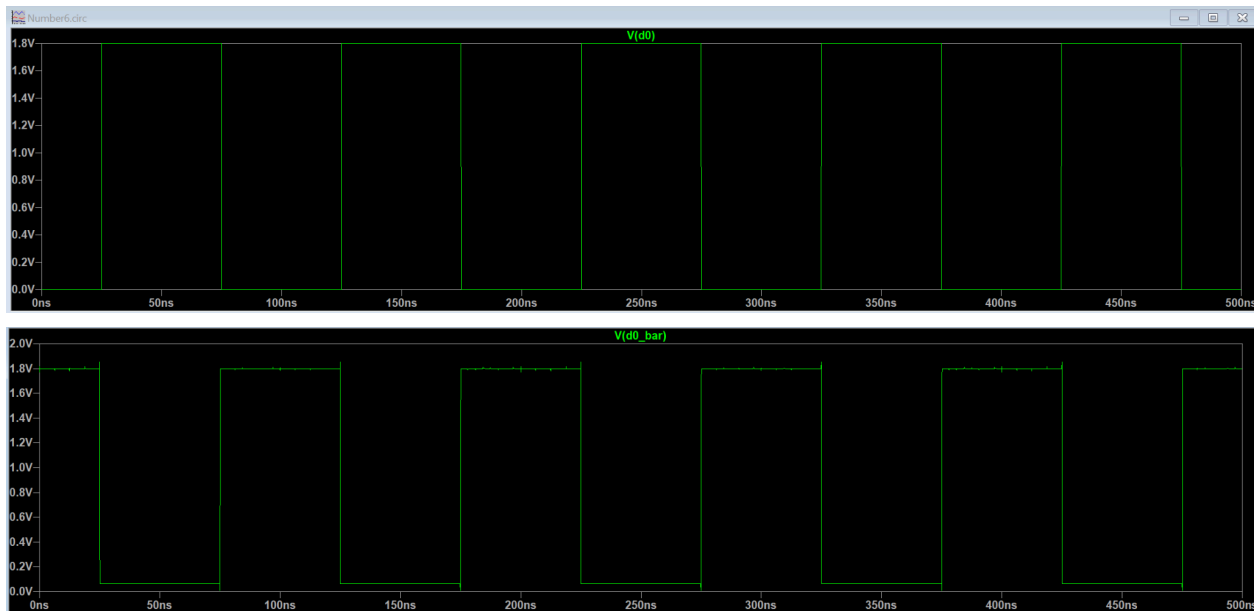 Number6.circ
V(d0)
1.8V
1.6V
1.4V
1.2V
1.0V
0.8V
0.6V
0.4V
0.2V
0.0V
0ns 50ns 100ns 150ns 200ns 250ns 300ns 350ns 400ns 450ns 500ns
V(d0_bar)
2.0V
1.8V
1.6V
1.4V
1.2V
1.0V
0.8V
0.6V
0.4V
0.2V
0.0V
0ns 50ns 100ns 150ns 200ns 250ns 300ns 350ns 400ns 450ns 500ns